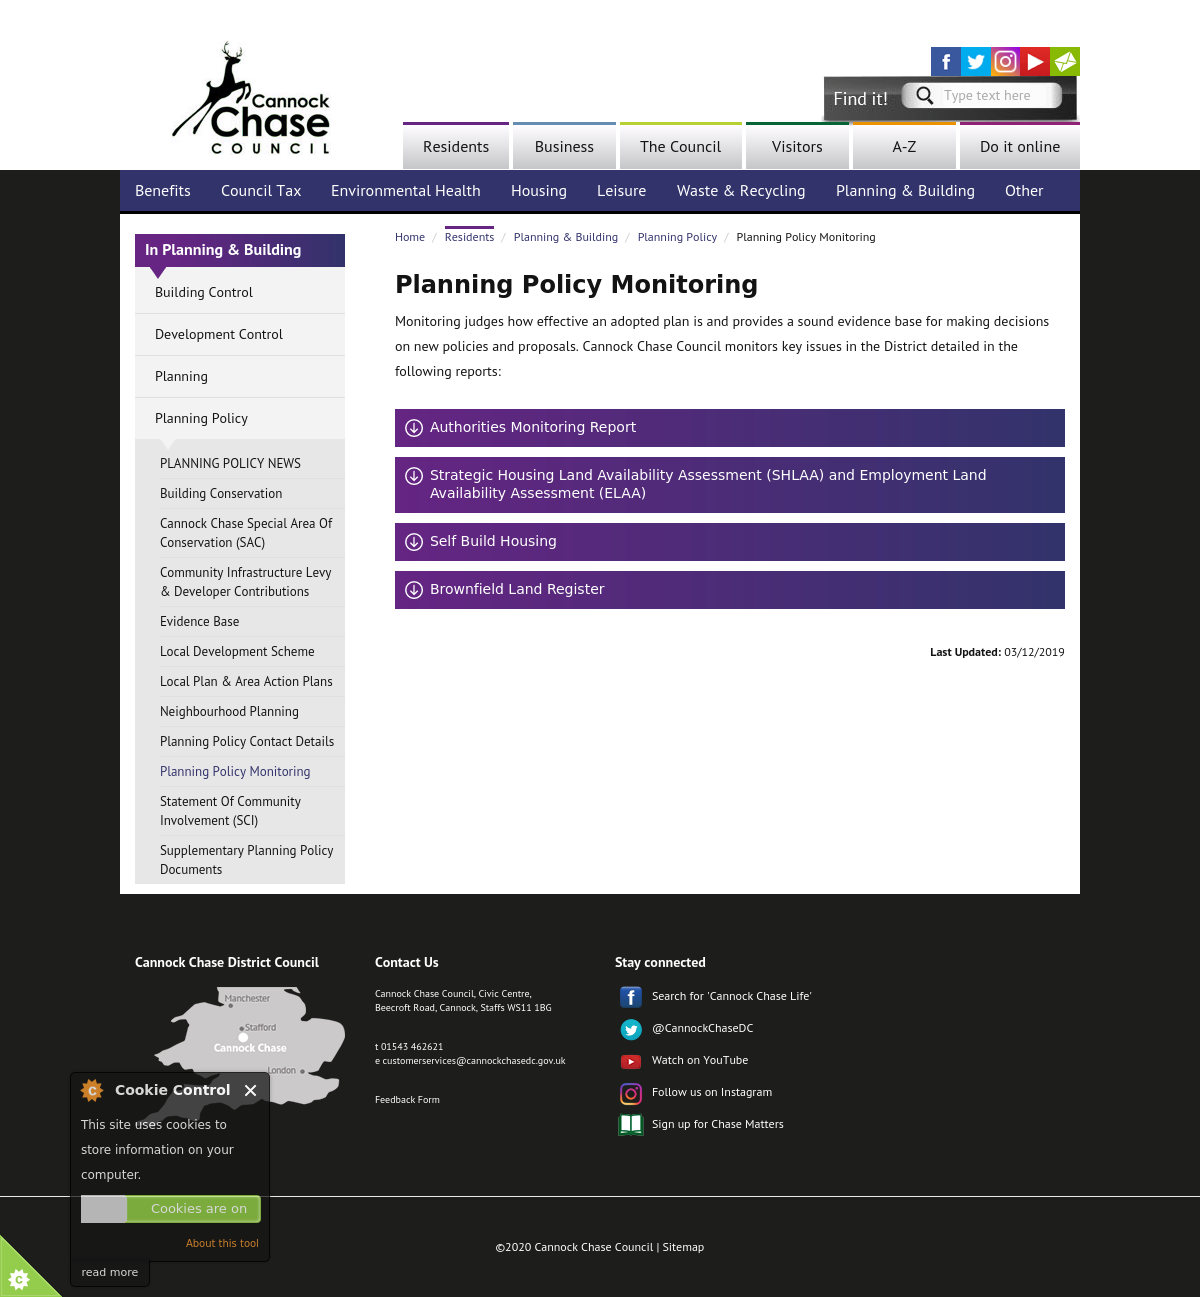 Cannock
Chase
COUNCIL
Find it!
Type text here
Residents
Business
The Council
Visitors
A-Z
Do it online
Benefits
Council Tax
Environmental Health
Housing
Leisure
Waste & Recycling
Planning & Building
Other
In Planning & Building
Building Control
Development Control
Planning
Planning Policy
PLANNING POLICY NEWS
Building Conservation
Cannock Chase Special Area Of
Conservation (SAC)
Community Infrastructure Levy
& Developer Contributions
Evidence Base
Local Development Scheme
Local Plan & Area Action Plans
Neighbourhood Planning
Planning Policy Contact Details
Planning Policy Monitoring
Statement Of Community
Involvement (SCI)
Supplementary Planning Policy
Documents
Home / Residents / Planning & Building / Planning Policy / Planning Policy Monitoring
Planning Policy Monitoring
Monitoring judges how effective an adopted plan is and provides a sound evidence base for making decisions
on new policies and proposals. Cannock Chase Council monitors key issues in the District detailed in the
following reports:
Authorities Monitoring Report
Strategic Housing Land Availability Assessment (SHLAA) and Employment Land
Availability Assessment (ELAA)
Self Build Housing
Brownfield Land Register
Last Updated: 03/12/2019
Cannock Chase District Council
Manchester
Stafford
Cannock Chase
London
Contact Us
Cannock Chase Council, Civic Centre,
Beecroft Road, Cannock, Staffs WS11 1BG
t 01543 462621
e customerservices@cannockchasedc.gov.uk
Feedback Form
Stay connected
Search for 'Cannock Chase Life'
@CannockChaseDC
Watch on YouTube
Follow us on Instagram
Sign up for Chase Matters
Cookie Control
This site uses cookies to
store information on your
computer.
Cookies are on
About this tool
read more
©2020 Cannock Chase Council | Sitemap